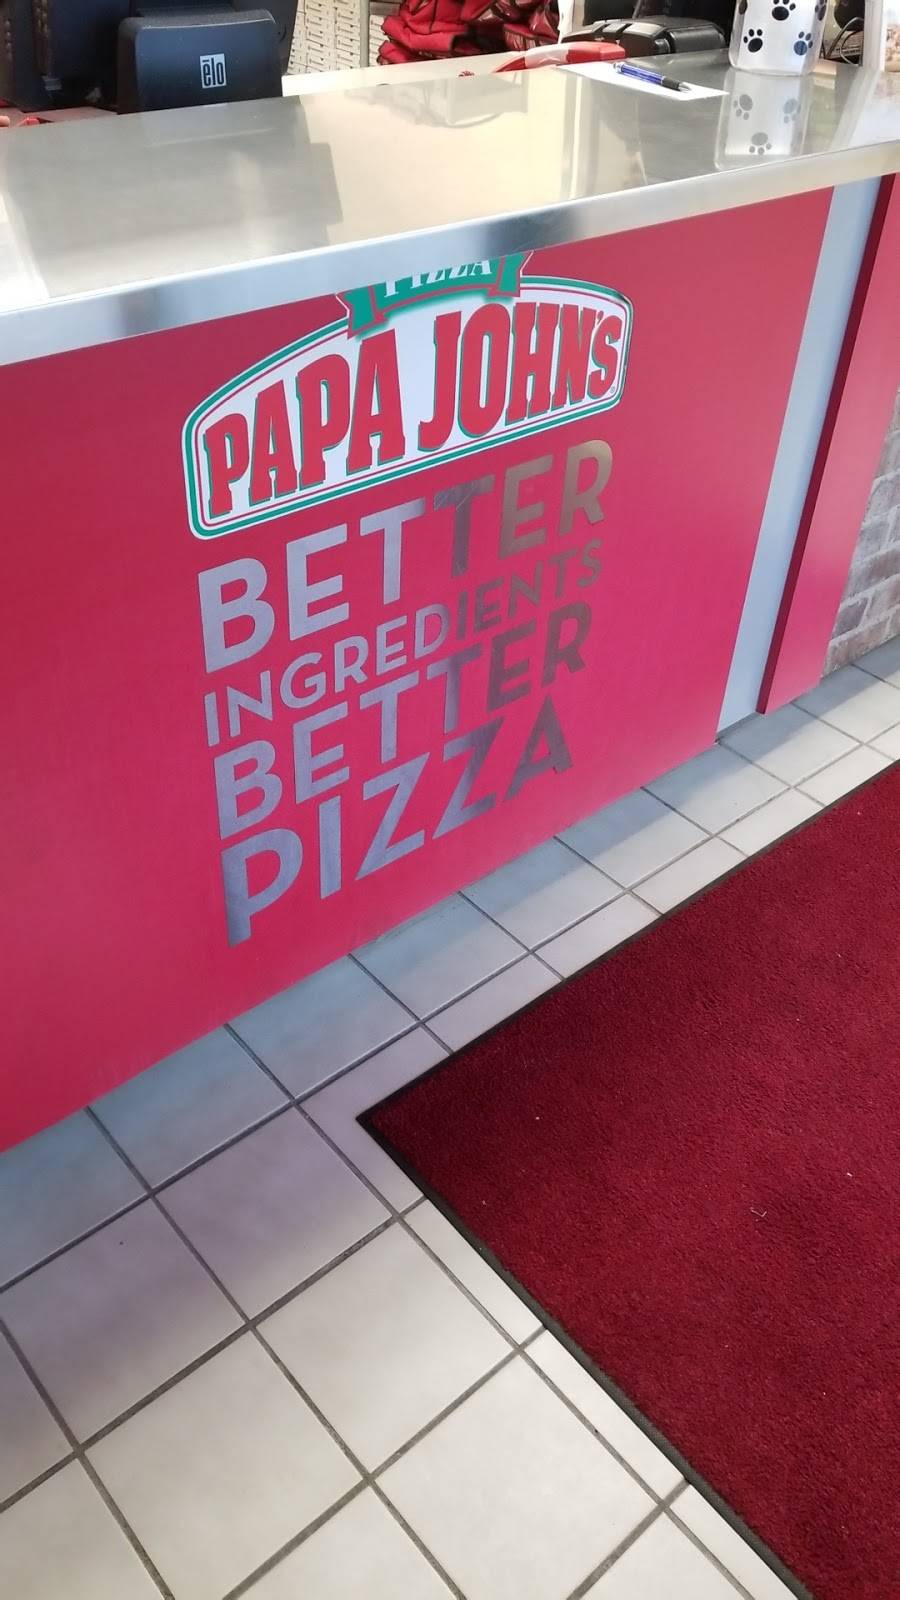 elo
PIZZA
PAPA JOHN'S
BETTER
INGREDIENTS
BETTER
PIZZA